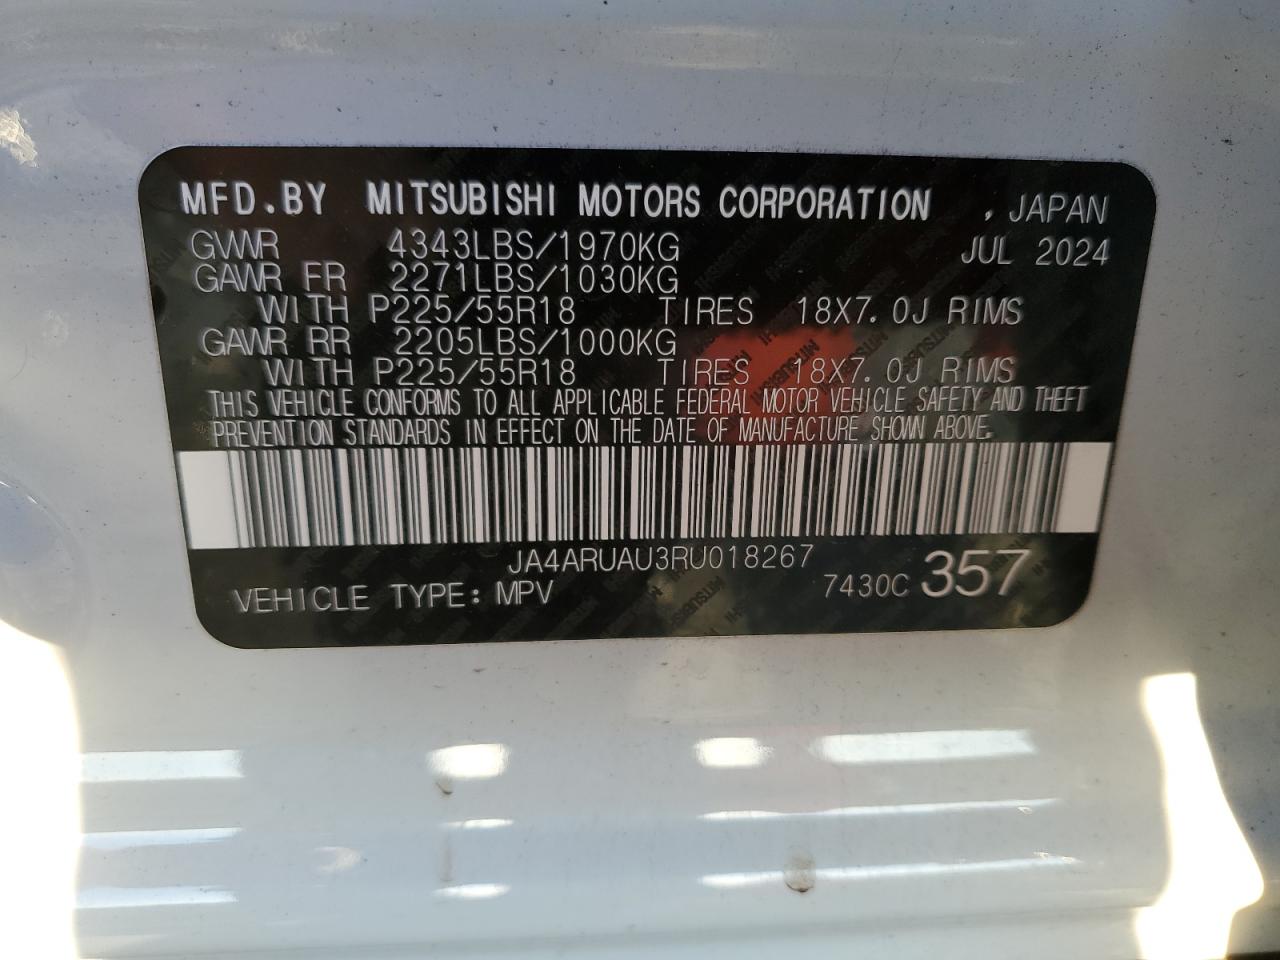 MFD.BY MITSUBISHI MOTORS CORPORATION , JAPAN
GVWR 4343LBS/1970KG JUL 2024
GAWR FR 2271LBS/1030KG
WITH P225/55R18 TIRES 18X7.0J RIMS
GAWR RR 2205LBS/1000KG
WITH P225/55R18 TIRES 18X7.0J RIMS
THIS VEHICLE CONFORMS TO ALL APPLICABLE FEDERAL MOTOR VEHICLE SAFETY AND THEFT
PREVENTION STANDARDS IN EFFECT ON THE DATE OF MANUFACTURE SHOWN ABOVE.
JA4ARUAU3RU018267
VEHICLE TYPE: MPV 7430C 357